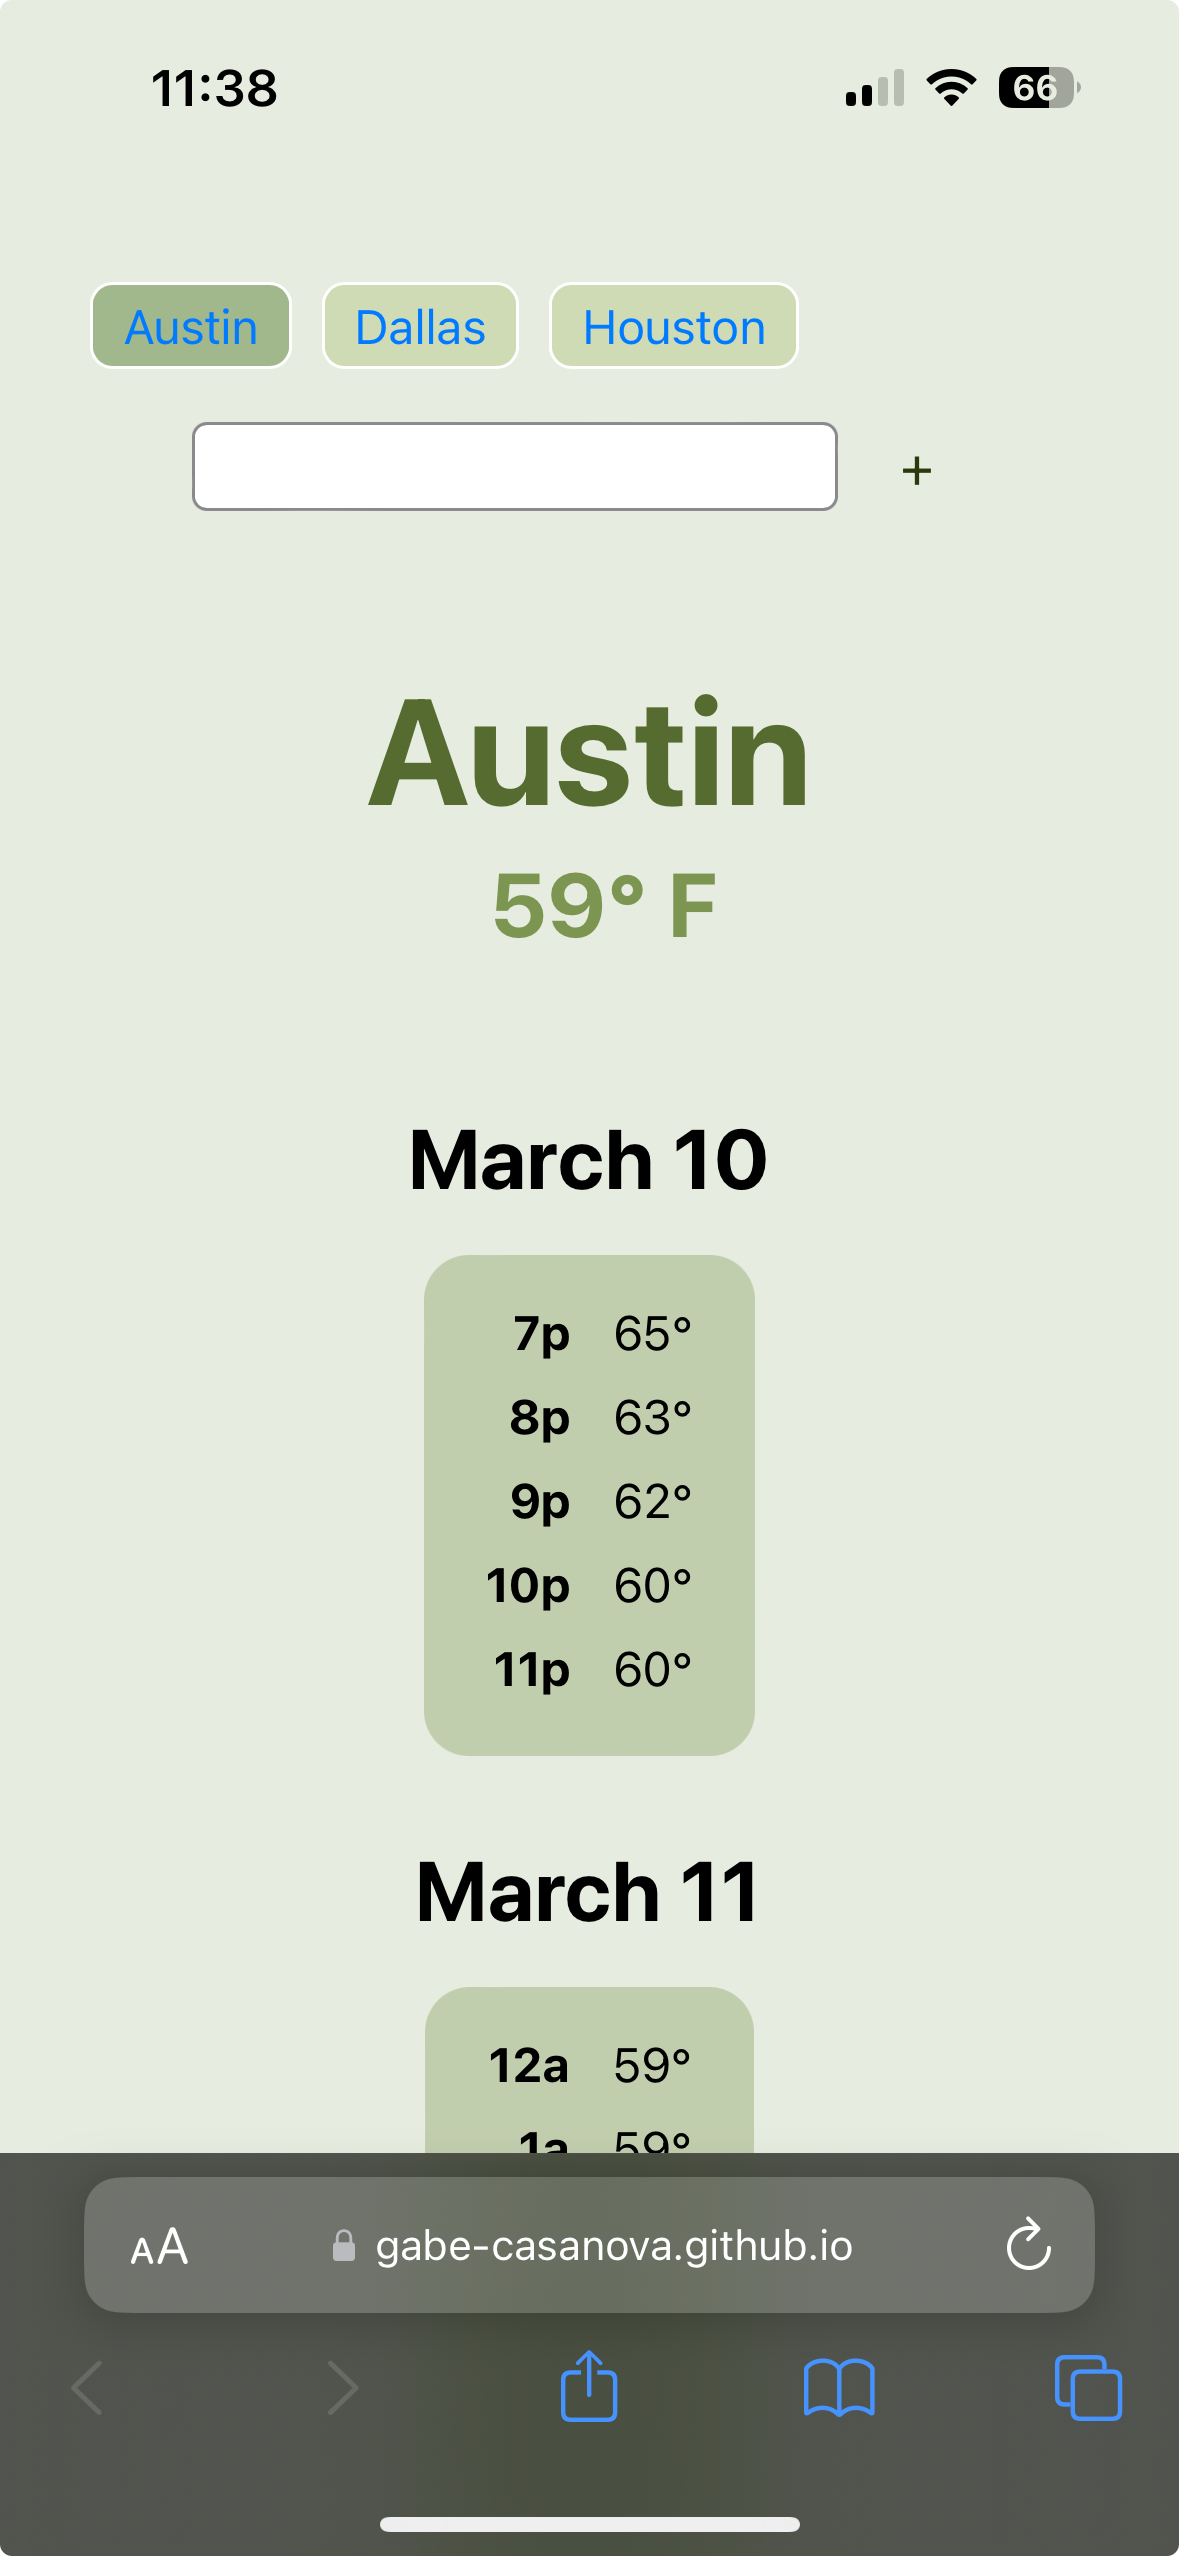 11:38 66
Austin Dallas Houston
+
Austin
59° F
March 10
7p 65°
8p 63°
9p 62°
10p 60°
11p 60°
March 11
12a 59°
1a 59°
AA gabe-casanova.github.io